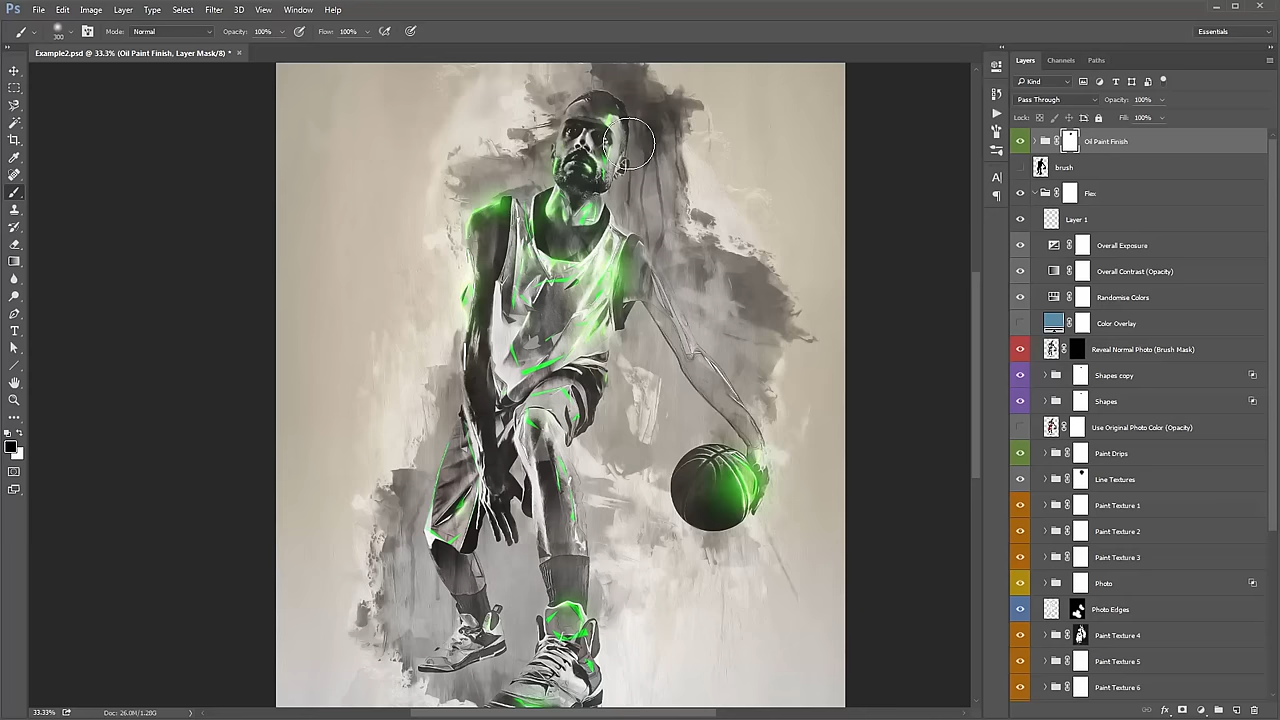 Ps File Edit Image Layer Type Select Filter 3D View Window Help
300 Mode: Normal Opacity: 100% Flow: 100% Essentials
Example2.psd @ 33.3% (Oil Paint Finish, Layer Mask/8) * ×
Layers Channels Paths
Kind
Pass Through Opacity: 100%
Lock: Fill: 100%
Oil Paint Finish
brush
Flex
Layer 1
Overall Exposure
Overall Contrast (Opacity)
Randomise Colors
Color Overlay
Reveal Normal Photo (Brush Mask)
Shapes copy
Shapes
Use Original Photo Color (Opacity)
Paint Drips
Line Textures
Paint Texture 1
Paint Texture 2
Paint Texture 3
Photo
Photo Edges
Paint Texture 4
Paint Texture 5
Paint Texture 6
33.33% Doc: 26.0M/1.28G